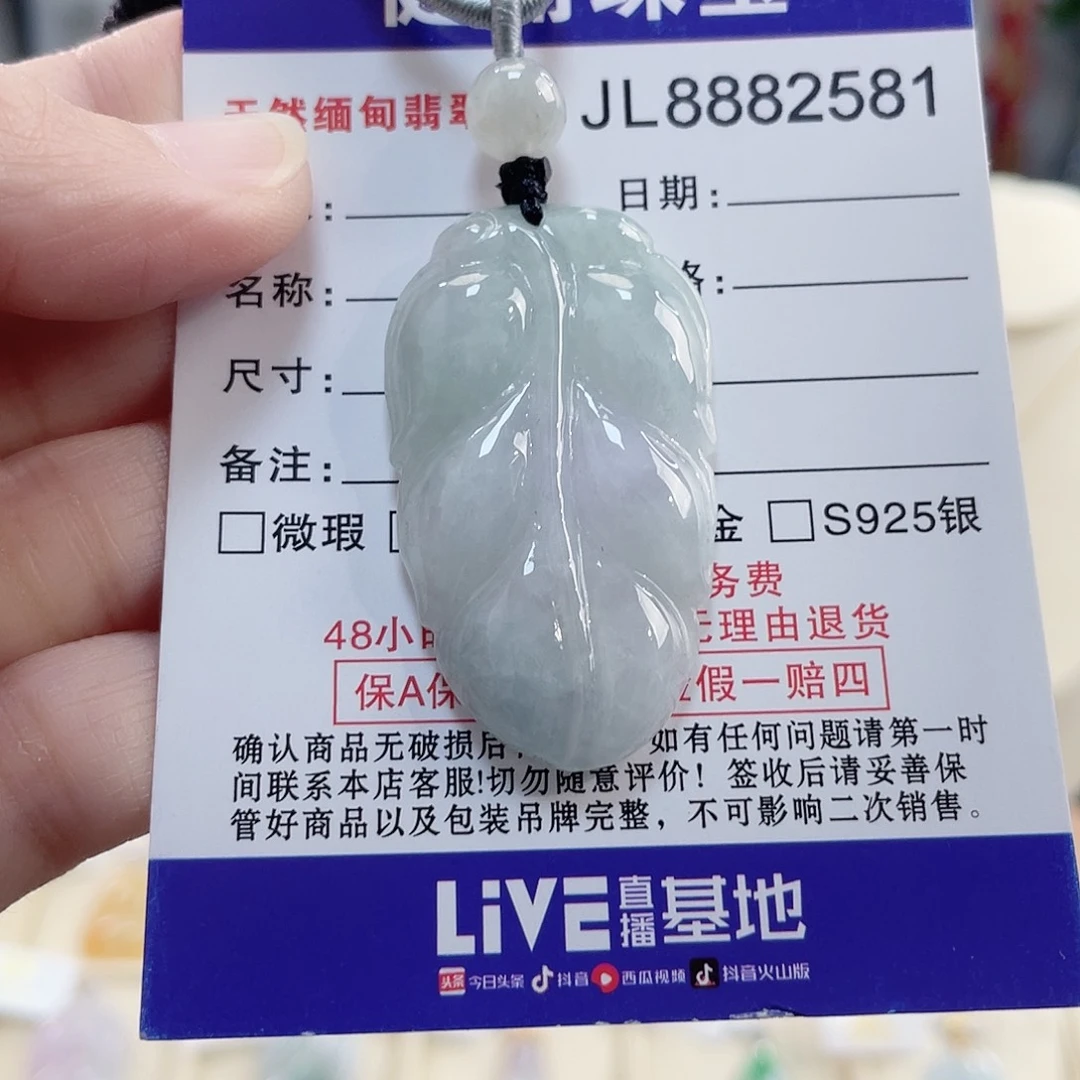 天然缅甸翡翠 JL8882581
日期：
名称：
格：
尺寸：
备注：
□微瑕 金 □S925银
务费
48小 无理由退货
保A保 假一赔四
确认商品无破损后， 如有任何问题请第一时
间联系本店客服!切勿随意评价！签收后请妥善保
管好商品以及包装吊牌完整，不可影响二次销售。
LiVE 直播 基地
头条 今日头条 抖音 西瓜视频 抖音火山版